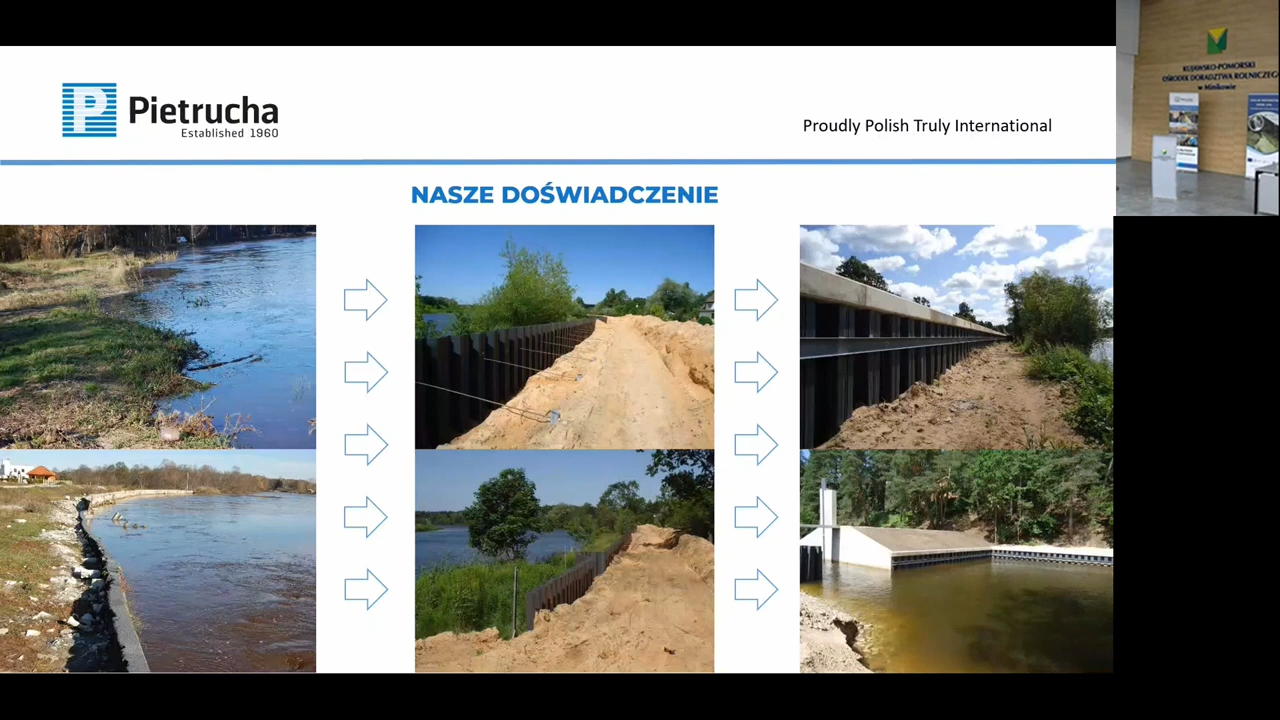 Pietrucha
Established 1960
Proudly Polish Truly International
NASZE DOŚWIADCZENIE
KUJAWSKO-POMORSKI
OŚRODEK DORADZTWA ROLNICZEGO
w Minikowie